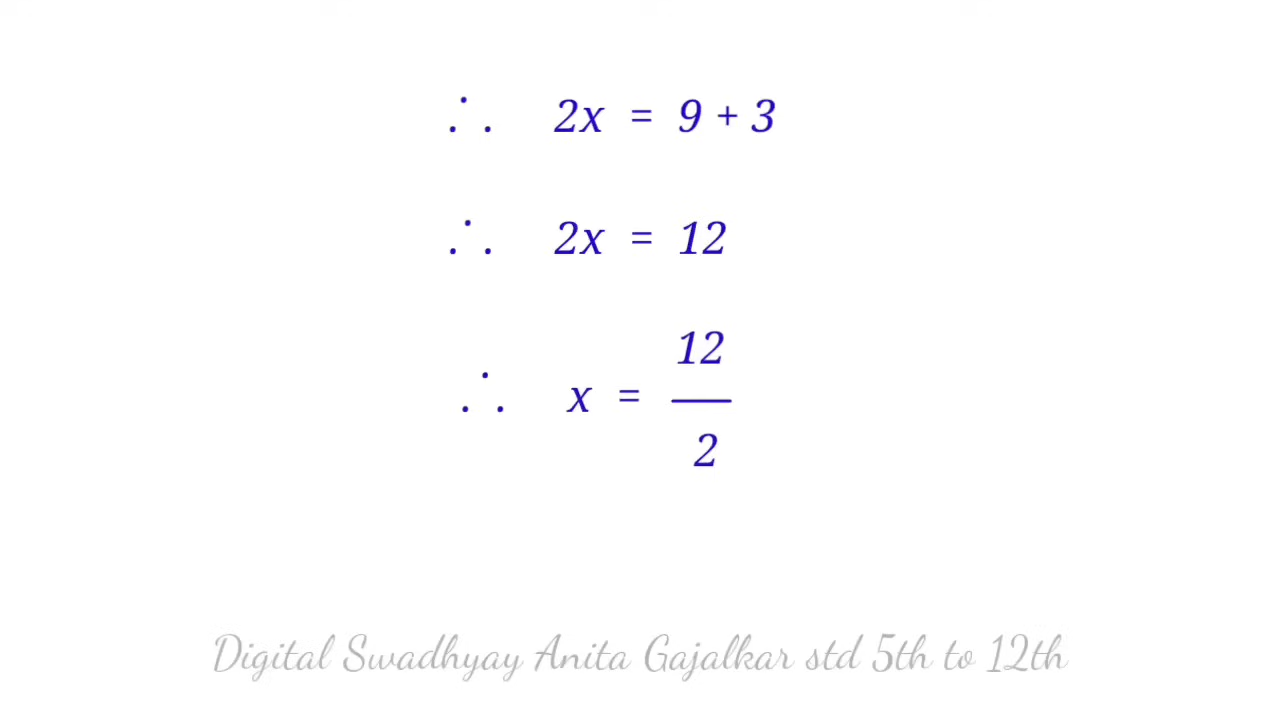 ∴ 2x = 9 + 3
∴ 2x = 12
∴ x = 12/2
Digital Swadhyay Anita Gajalkar std 5th to 12th